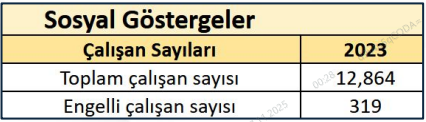 Sosyal Göstergeler
Çalışan Sayıları 2023
Toplam çalışan sayısı 12,864
Engelli çalışan sayısı 319